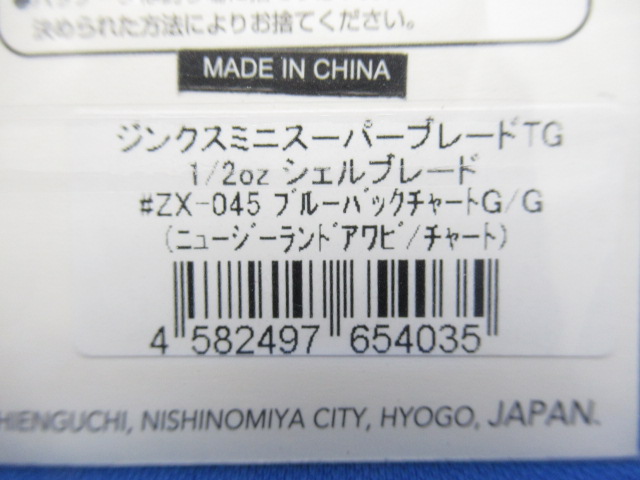 決められた方法によりお捨てください。
MADE IN CHINA
ジンクスミニスーパーブレードTG
1/2oz シェルブレード
#ZX-045 ブルーバックチャートG/G
(ニュージーランドアワビ/チャート)
4 582497 654035
HIENGUCHI, NISHINOMIYA CITY, HYOGO, JAPAN.